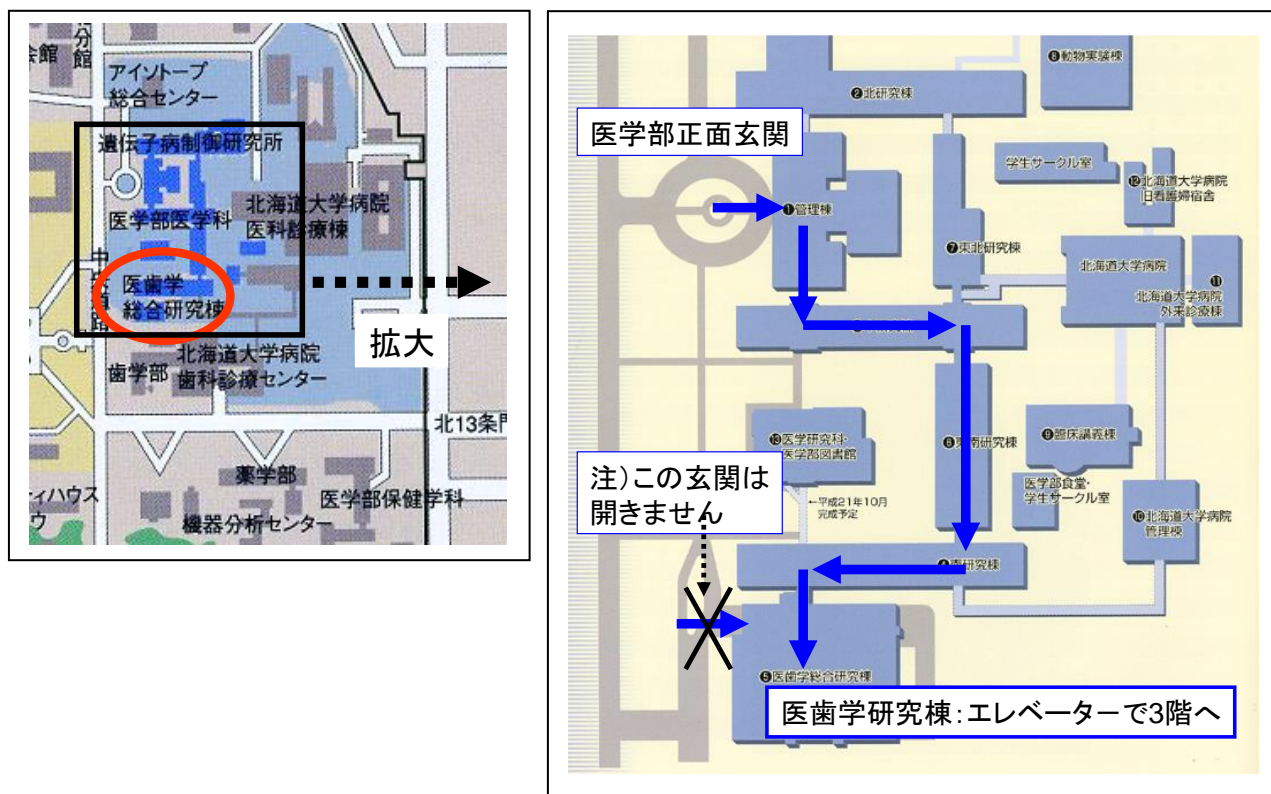 分館
会館
アイソトープ
総合センター
遺伝子病制御研究所
北海道大学病院
医科診療棟
医学部医学科
医歯学
総合研究棟
拡大
北海道大学病院
歯科診療センター
歯学部
北13条門
薬学部
ティハウス
医学部保健学科
機器分析センター
❽動物実験棟
❷北研究棟
医学部正面玄関
学生サークル室
⓬北海道大学病院
旧看護婦宿舎
❶管理棟
❼東北研究棟
北海道大学病院
⓫
北海道大学病院
外来診療棟
⓭医学研究科・
医学部図書館
❻東南研究棟
❾臨床講義棟
注)この玄関は
開きません
←平成21年10月
完成予定
医学部食堂・
学生サークル室
❿北海道大学病院
管理棟
❹南研究棟
❺医歯学総合研究棟
医歯学研究棟:エレベーターで3階へ